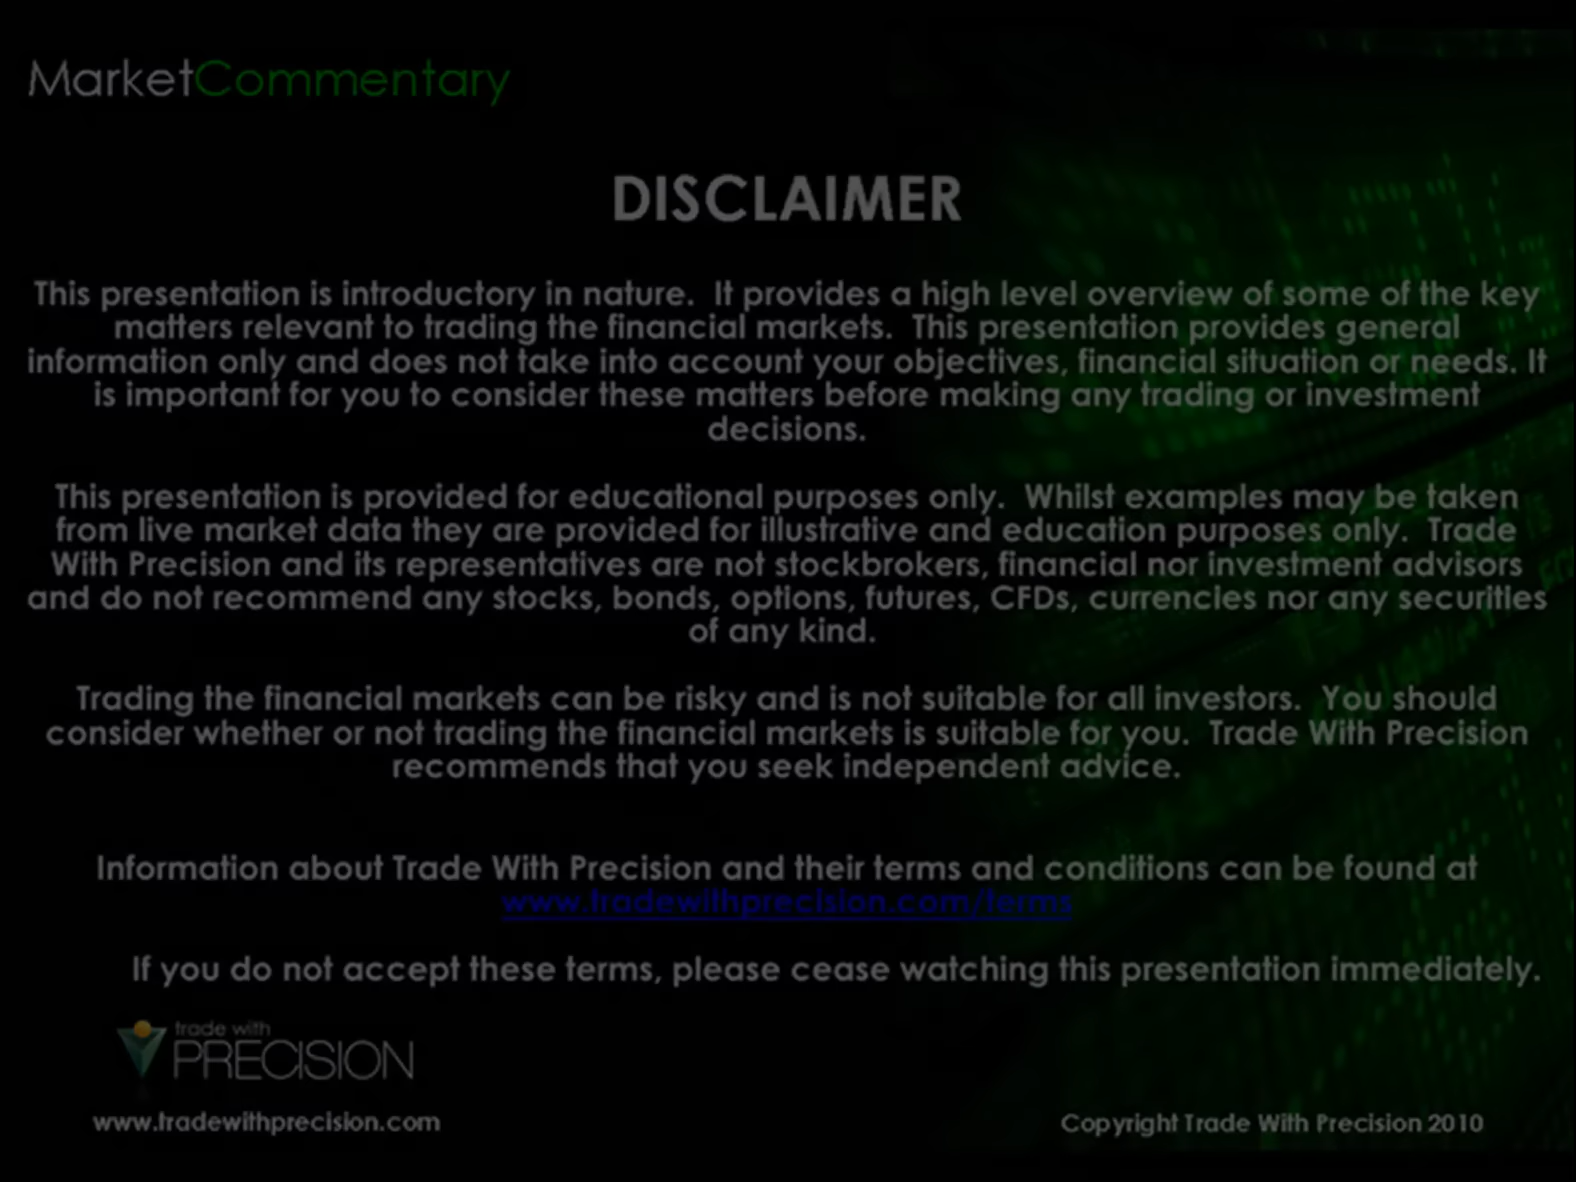 MarketCommentary
DISCLAIMER
This presentation is introductory in nature.  It provides a high level overview of some of the key
matters relevant to trading the financial markets.  This presentation provides general
information only and does not take into account your objectives, financial situation or needs. It
is important for you to consider these matters before making any trading or investment
decisions.
This presentation is provided for educational purposes only.  Whilst examples may be taken
from live market data they are provided for illustrative and education purposes only.  Trade
With Precision and its representatives are not stockbrokers, financial nor investment advisors
and do not recommend any stocks, bonds, options, futures, CFDs, currencies nor any securities
of any kind.
Trading the financial markets can be risky and is not suitable for all investors.  You should
consider whether or not trading the financial markets is suitable for you.  Trade With Precision
recommends that you seek independent advice.
Information about Trade With Precision and their terms and conditions can be found at
www.tradewithprecision.com/terms
If you do not accept these terms, please cease watching this presentation immediately.
trade with
PRECISION
www.tradewithprecision.com
Copyright Trade With Precision 2010